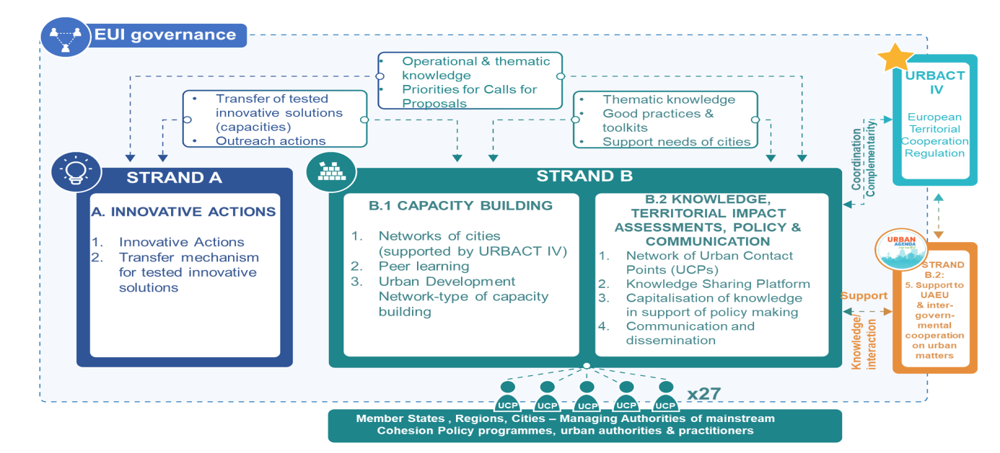 EUI governance
• Operational & thematic
knowledge
• Priorities for Calls for
Proposals
• Transfer of tested
innovative solutions
(capacities)
• Outreach actions
• Thematic knowledge
• Good practices &
toolkits
• Support needs of cities
URBACT
IV
European
Territorial
Cooperation
Regulation
Coordination
Complementarity
STRAND A
A. INNOVATIVE ACTIONS
1. Innovative Actions
2. Transfer mechanism
for tested innovative
solutions
STRAND B
B.1 CAPACITY BUILDING
1. Networks of cities
(supported by URBACT IV)
2. Peer learning
3. Urban Development
Network-type of capacity
building
B.2 KNOWLEDGE,
TERRITORIAL IMPACT
ASSESSMENTS, POLICY &
COMMUNICATION
1. Network of Urban Contact
Points (UCPs)
2. Knowledge Sharing Platform
3. Capitalisation of knowledge
in support of policy making
4. Communication and
dissemination
Support
Knowledge/
interaction
URBAN
AGENDA
STRAND
B.2:
5. Support to
UAEU
& inter-
govern-
mental
cooperation
on urban
matters
UCP
UCP
UCP
UCP
UCP
x27
Member States , Regions, Cities – Managing Authorities of mainstream
Cohesion Policy programmes, urban authorities & practitioners